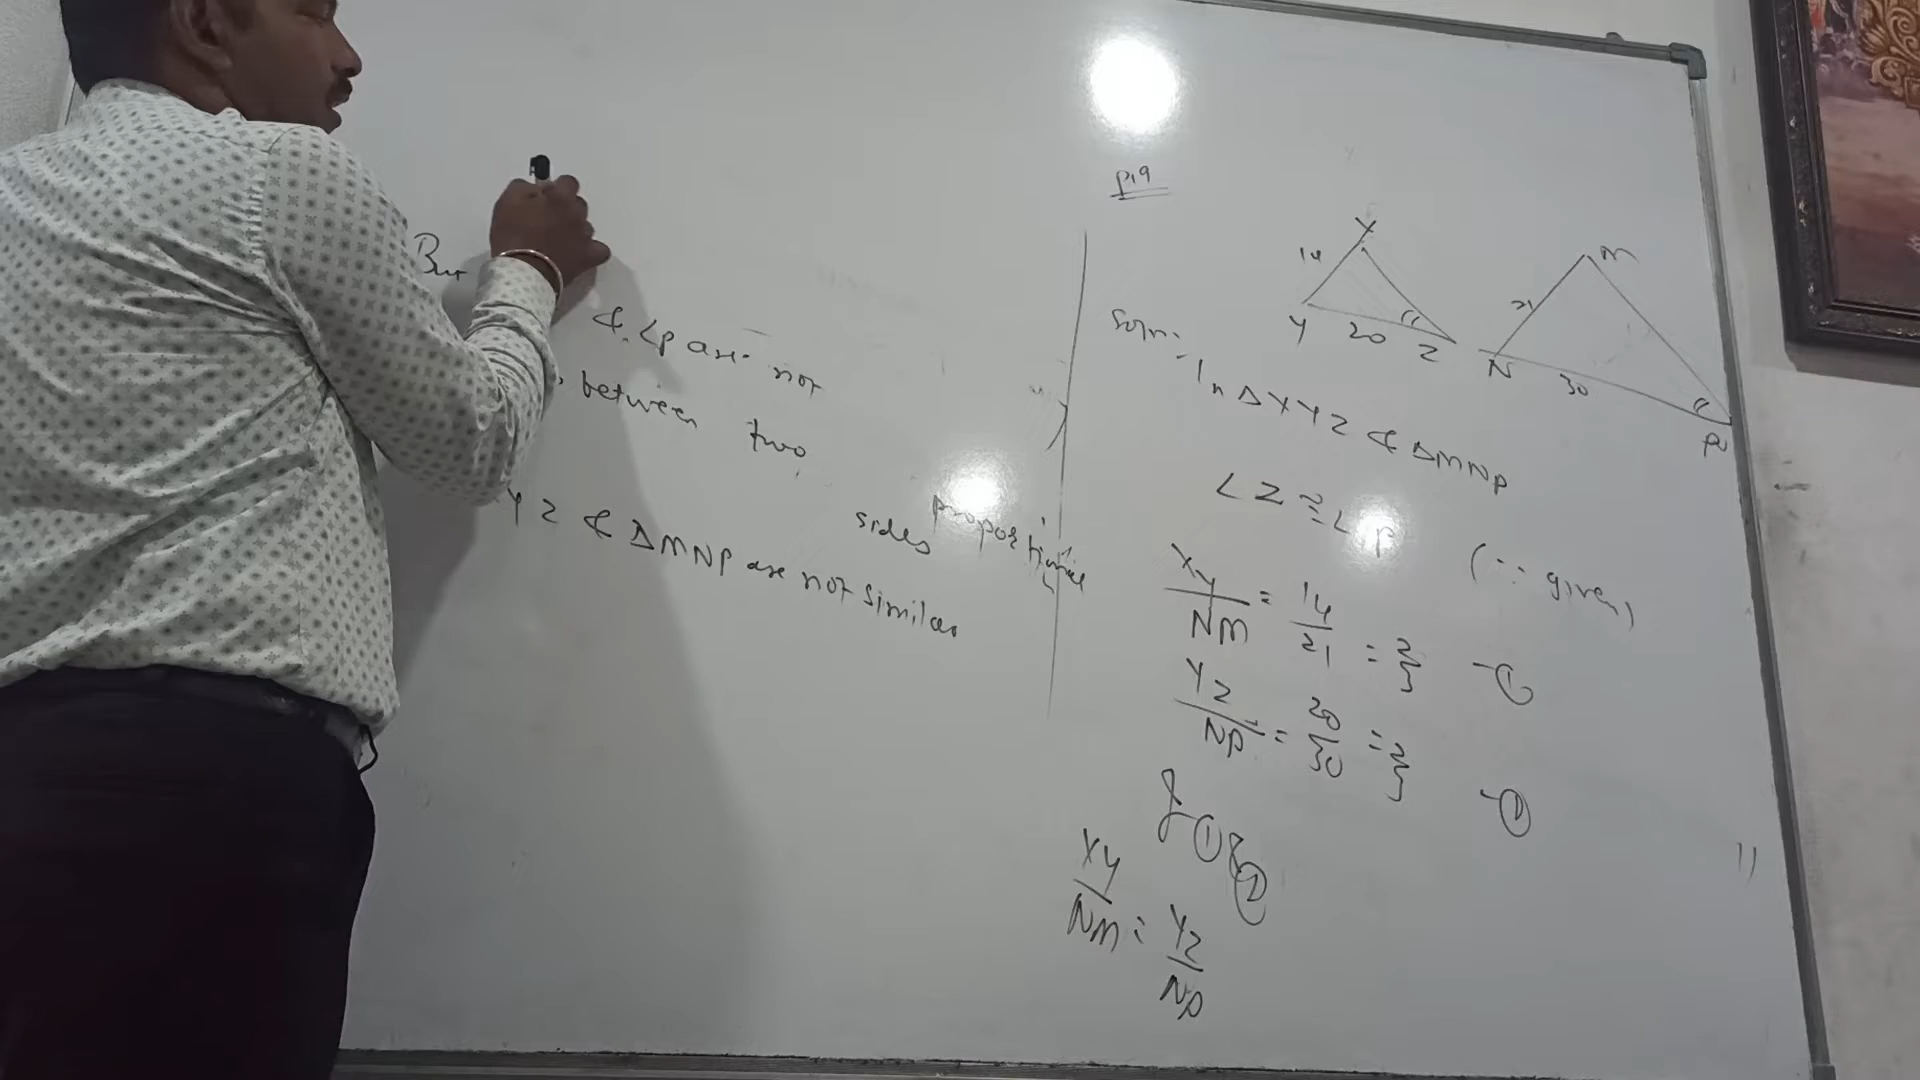 But
& ∠P are not
between two
sides proportional
YZ & ΔMNP are not similar
P.19
X
14
Y 20 Z
M
21
N 30 P
Soln:
In ΔXYZ & ΔMNP
∠Z ≅ ∠P (∵ given)
XY/NM = 14/21 = 2/3 -①
YZ/NP = 20/30 = 2/3
① & ②
XY/NM = YZ/NP